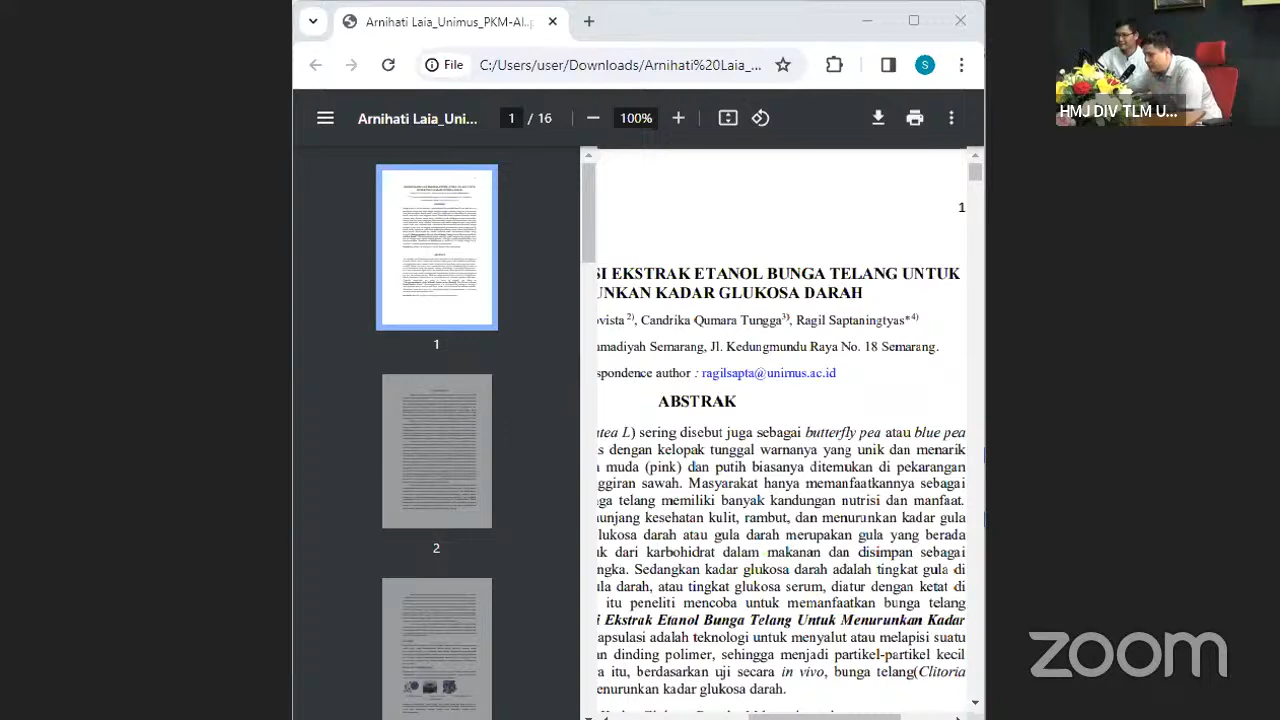 Arnihati Laia_Unimus_PKM-AI..
File C:/Users/user/Downloads/Arnihati%20Laia_...
S
Arnihati Laia_Uni...
1 / 16
100%
1
2
1
SI EKSTRAK ETANOL BUNGA TELANG UNTUK
UNKAN KADAR GLUKOSA DARAH
ovista 2), Candrika Qumara Tungga3), Ragil Saptaningtyas*4)
madiyah Semarang, Jl. Kedungmundu Raya No. 18 Semarang.
spondence author : ragilsapta@unimus.ac.id
ABSTRAK
atea L) sering disebut juga sebagai butterfly pea atau blue pea
s dengan kelopak tunggal warnanya yang unik dan menarik
muda (pink) dan putih biasanya ditemukan di pekarangan
ggiran sawah. Masyarakat hanya memanfaatkannya sebagai
ga telang memiliki banyak kandungan nutrisi dan manfaat.
unjang kesehatan kulit, rambut, dan menurunkan kadar gula
lukosa darah atau gula darah merupakan gula yang berada
uk dari karbohidrat dalam makanan dan disimpan sebagai
ngka. Sedangkan kadar glukosa darah adalah tingkat gula di
ula darah, atau tingkat glukosa serum, diatur dengan ketat di
itu peneliti mencoba untuk memanfaatkan bunga telang
i Ekstrak Etanol Bunga Telang Untuk Menurunkan Kadar
apsulasi adalah teknologi untuk menyalut atau melapisi suatu
an dinding polimer, sehingga menjadi partikel-partikel kecil
a itu, berdasarkan uji secara in vivo, bunga telang(Clitoria
enurunkan kadar glukosa darah.
HMJ DIV TLM U...
zoom